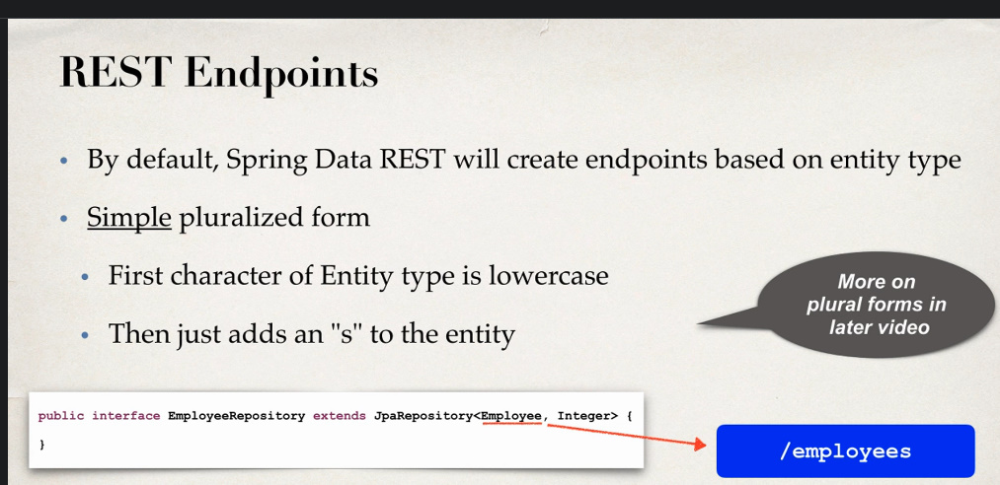 REST Endpoints
• By default, Spring Data REST will create endpoints based on entity type
• Simple pluralized form
• First character of Entity type is lowercase
• Then just adds an "s" to the entity
More on
plural forms in
later video
public interface EmployeeRepository extends JpaRepository<Employee, Integer> {
}
/employees